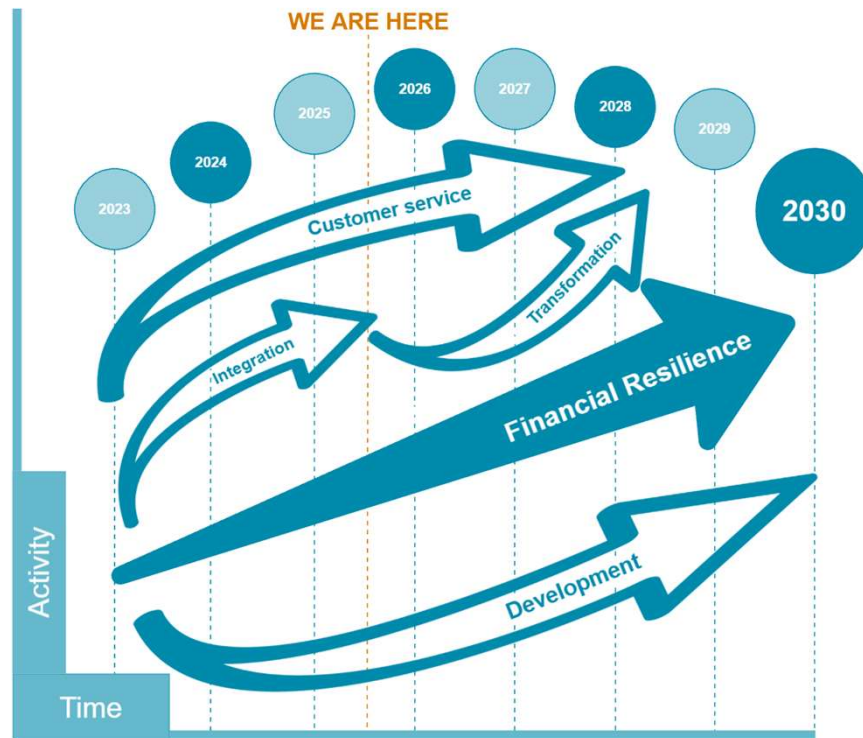 WE ARE HERE
2023
2024
2025
2026
2027
2028
2029
2030
Customer service
Integration
Transformation
Financial Resilience
Development
Activity
Time